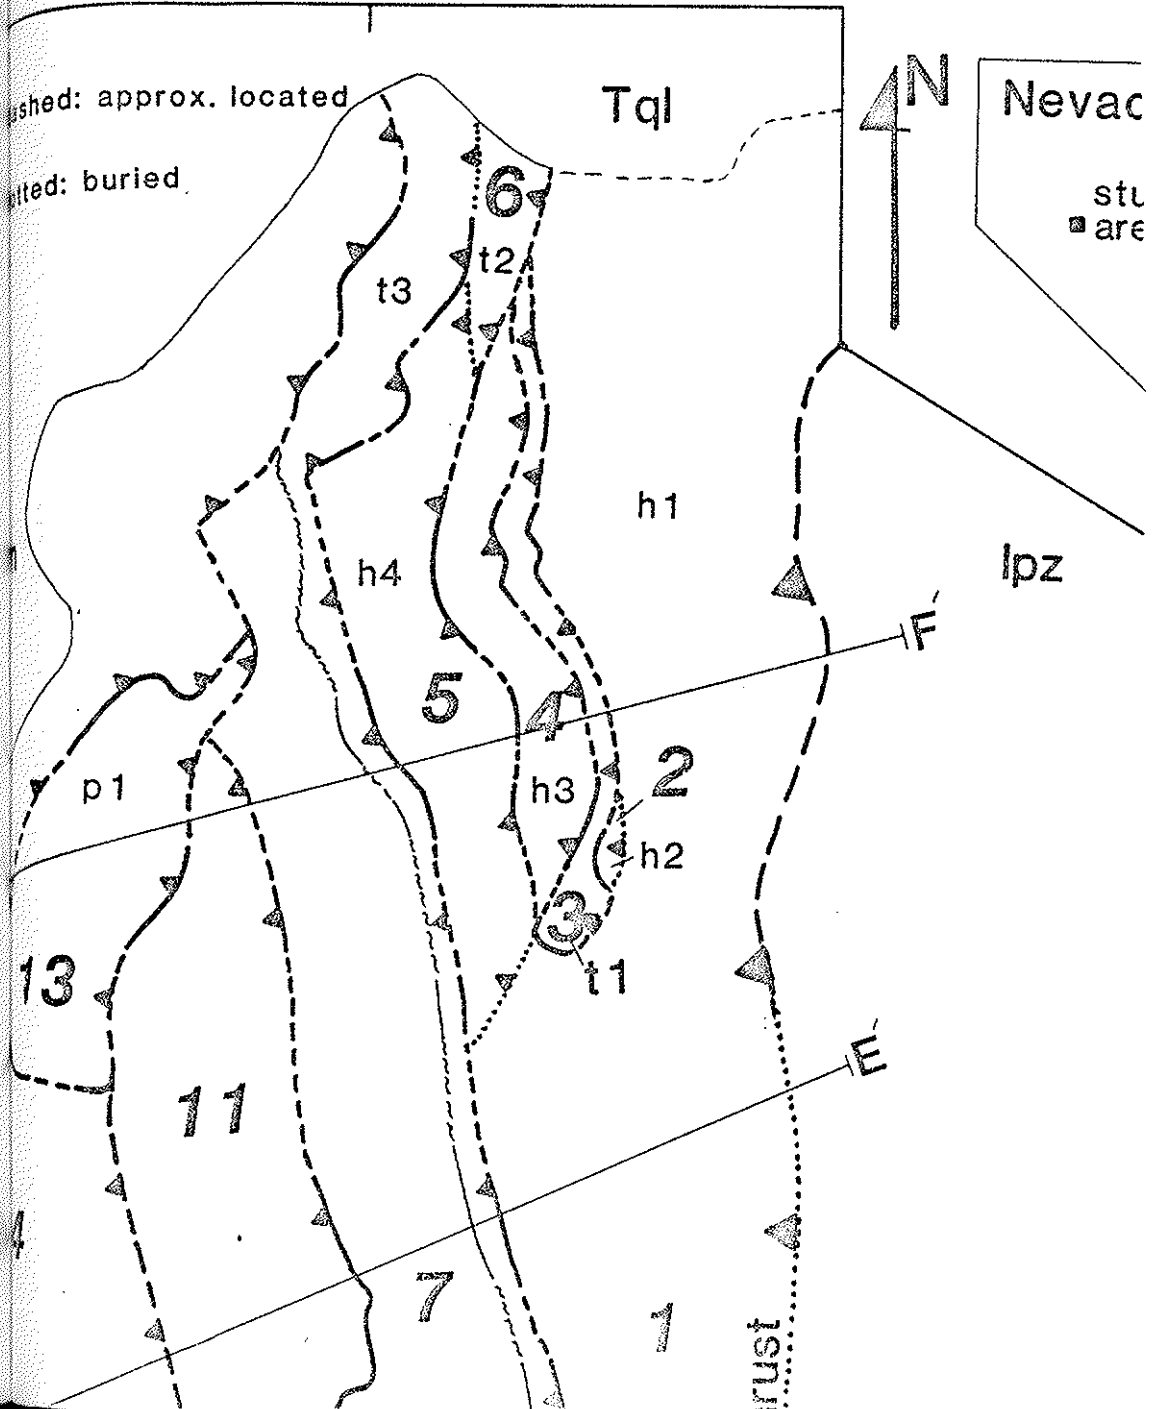 ashed: approx. located
tted: buried
Tql
N
Nevad
stu
are
6
t2
t3
h1
h4
lpz
F'
5
4
2
p1
h3
h2
3
t1
13
E'
11
7
1
rust